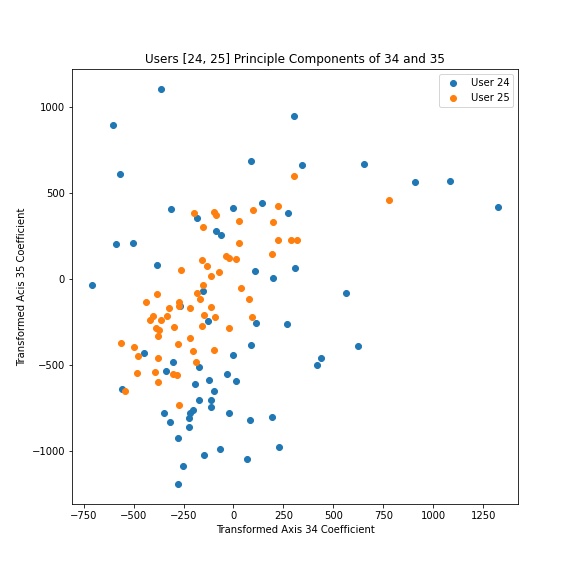 Users [24, 25] Principle Components of 34 and 35
User 24
User 25
1000
500
0
−500
−1000
Transformed Acis 35 Coefficient
−750 −500 −250 0 250 500 750 1000 1250
Transformed Axis 34 Coefficient